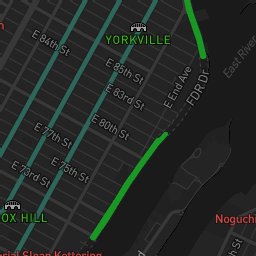 YORKVILLE
E 84th St
East River
E 85th St
E End Ave
FDR Dr
E 83rd St
E 80th St
E 77th St
E 75th St
E 73rd St
OX HILL
Noguchi
rial Sloan Kettering